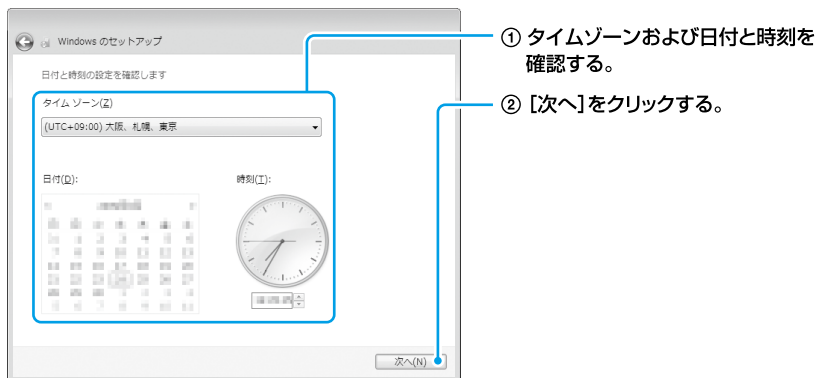 Windows のセットアップ
日付と時刻の設定を確認します
タイム ゾーン(Z)
(UTC+09:00) 大阪、札幌、東京
日付(D):
時刻(T):
次へ(N)
① タイムゾーンおよび日付と時刻を
確認する。
② [次へ]をクリックする。